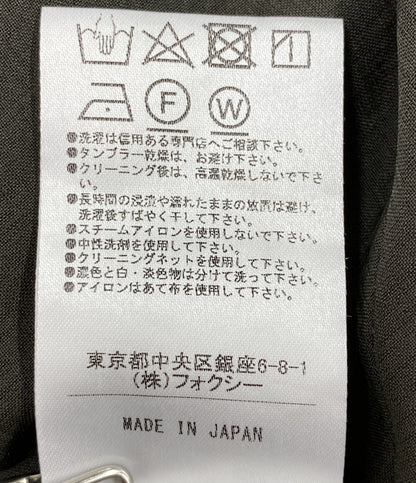 F W
●洗濯は信用ある専門店へご相談下さい。
●タンブラー乾燥は、お避け下さい。
●クリーニング後は、高温乾燥しないで下さ
い。
●長時間の浸漬や濡れたままの放置は避け、
洗濯後すばやく干して下さい。
●スチームアイロンを使用しないで下さい。
●中性洗剤を使用して下さい。
●クリーニングネットを使用して下さい。
●濃色と白・淡色物は分けて洗って下さい。
●アイロンはあて布を使用して下さい。
東京都中央区銀座6-8-1
(株)フォクシー
MADE IN JAPAN